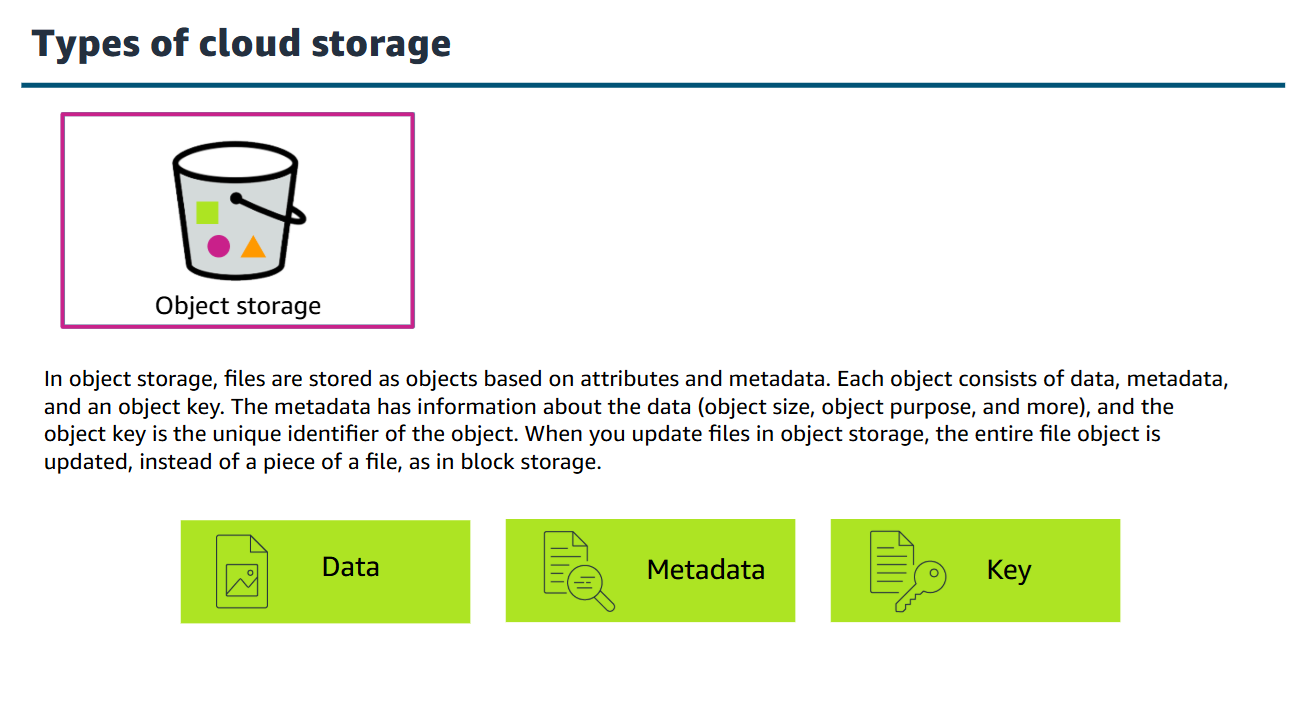 Types of cloud storage
Object storage
In object storage, files are stored as objects based on attributes and metadata. Each object consists of data, metadata,
and an object key. The metadata has information about the data (object size, object purpose, and more), and the
object key is the unique identifier of the object. When you update files in object storage, the entire file object is
updated, instead of a piece of a file, as in block storage.
Data
Metadata
Key